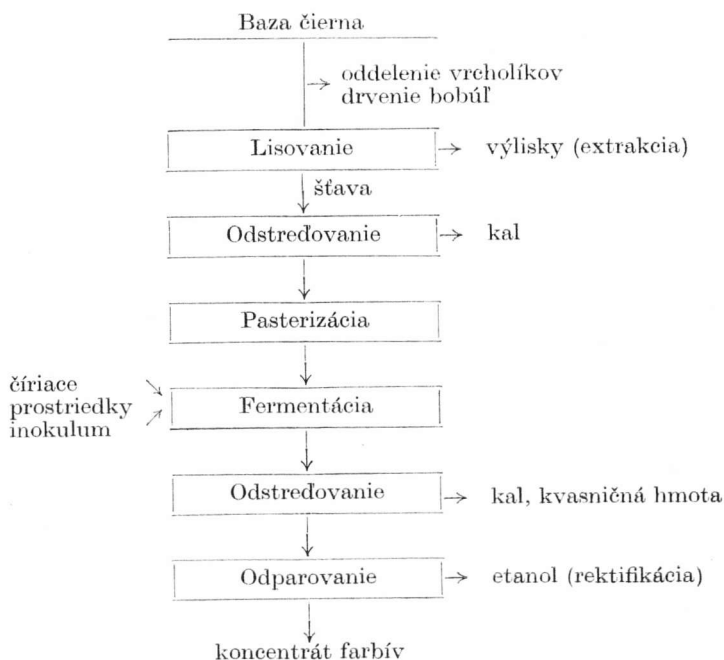 Baza čierna
oddelenie vrcholíkov
drvenie bobúľ
Lisovanie
výlisky (extrakcia)
šťava
Odstreďovanie
kal
Pasterizácia
číriace
prostriedky
inokulum
Fermentácia
Odstreďovanie
kal, kvasničná hmota
Odparovanie
etanol (rektifikácia)
koncentrát farbív